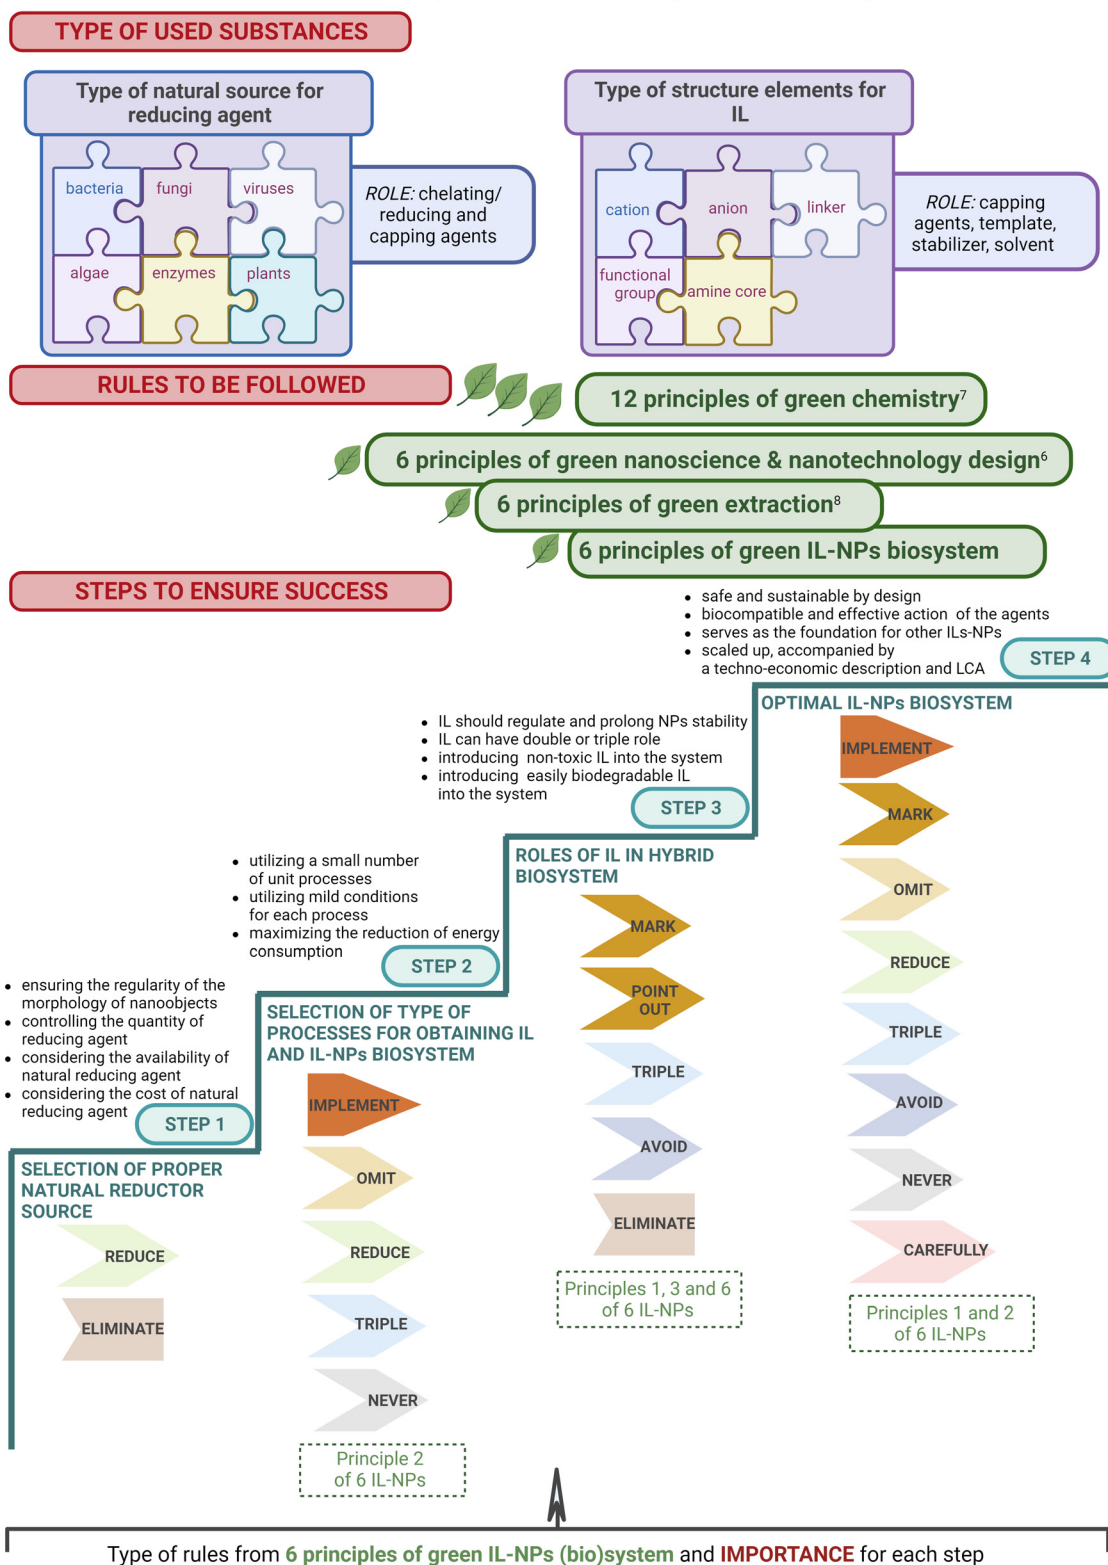 TYPE OF USED SUBSTANCES
Type of natural source for
reducing agent
bacteria
fungi
viruses
algae
enzymes
plants
ROLE: chelating/
reducing and
capping agents
Type of structure elements for
IL
cation
anion
linker
functional
group
amine core
ROLE: capping
agents, template,
stabilizer, solvent
RULES TO BE FOLLOWED
12 principles of green chemistry⁷
6 principles of green nanoscience & nanotechnology design⁶
6 principles of green extraction⁸
6 principles of green IL-NPs biosystem
STEPS TO ENSURE SUCCESS
• safe and sustainable by design
• biocompatible and effective action of the agents
• serves as the foundation for other ILs-NPs
• scaled up, accompanied by
a techno-economic description and LCA
STEP 4
OPTIMAL IL-NPs BIOSYSTEM
IMPLEMENT
MARK
OMIT
REDUCE
TRIPLE
AVOID
NEVER
CAREFULLY
Principles 1 and 2
of 6 IL-NPs
• IL should regulate and prolong NPs stability
• IL can have double or triple role
• introducing non-toxic IL into the system
• introducing easily biodegradable IL
into the system
STEP 3
ROLES OF IL IN HYBRID
BIOSYSTEM
MARK
POINT
OUT
TRIPLE
AVOID
ELIMINATE
Principles 1, 3 and 6
of 6 IL-NPs
• utilizing a small number
of unit processes
• utilizing mild conditions
for each process
• maximizing the reduction of energy
consumption
STEP 2
SELECTION OF TYPE OF
PROCESSES FOR OBTAINING IL
AND IL-NPs BIOSYSTEM
IMPLEMENT
OMIT
REDUCE
TRIPLE
NEVER
Principle 2
of 6 IL-NPs
• ensuring the regularity of the
morphology of nanoobjects
• controlling the quantity of
reducing agent
• considering the availability of
natural reducing agent
• considering the cost of natural
reducing agent
STEP 1
SELECTION OF PROPER
NATURAL REDUCTOR
SOURCE
REDUCE
ELIMINATE
Type of rules from 6 principles of green IL-NPs (bio)system and IMPORTANCE for each step